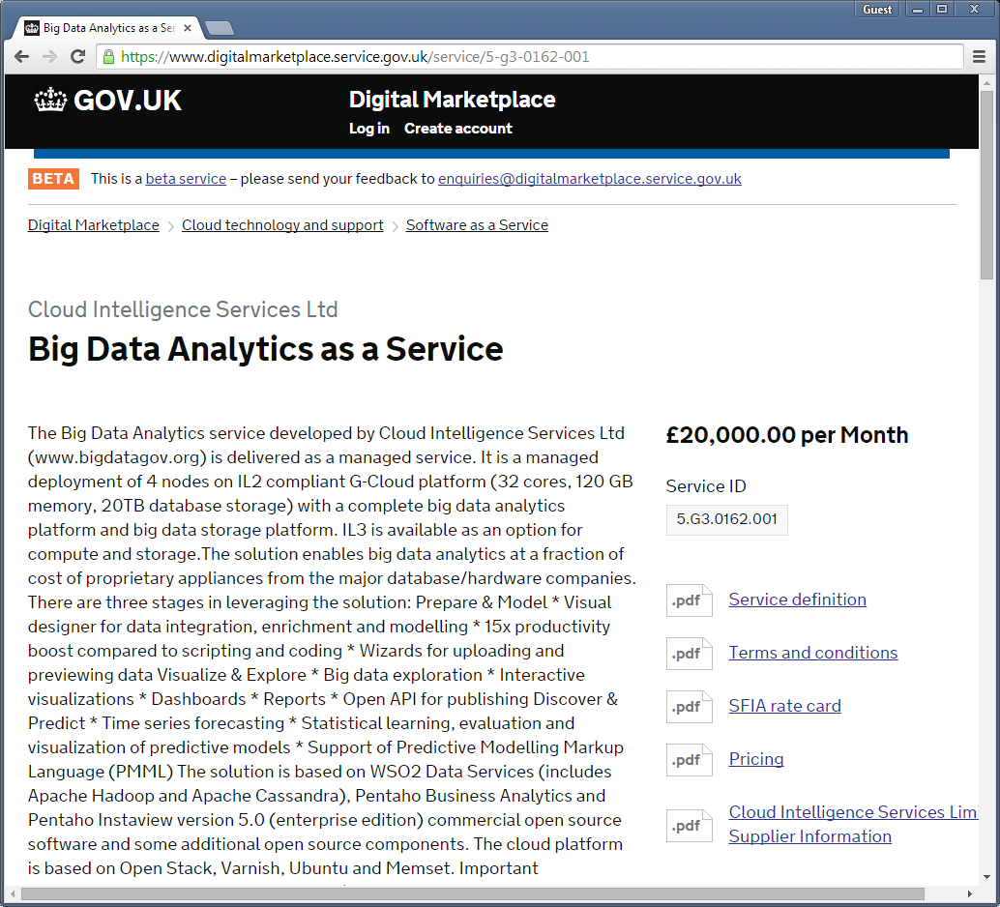 Guest
Big Data Analytics as a Ser
https://www.digitalmarketplace.service.gov.uk/service/5-g3-0162-001
GOV.UK
Digital Marketplace
Log in Create account
BETA This is a beta service – please send your feedback to enquiries@digitalmarketplace.service.gov.uk
Digital Marketplace > Cloud technology and support > Software as a Service
Cloud Intelligence Services Ltd
Big Data Analytics as a Service
The Big Data Analytics service developed by Cloud Intelligence Services Ltd
(www.bigdatagov.org) is delivered as a managed service. It is a managed
deployment of 4 nodes on IL2 compliant G-Cloud platform (32 cores, 120 GB
memory, 20TB database storage) with a complete big data analytics
platform and big data storage platform. IL3 is available as an option for
compute and storage.The solution enables big data analytics at a fraction of
cost of proprietary appliances from the major database/hardware companies.
There are three stages in leveraging the solution: Prepare & Model * Visual
designer for data integration, enrichment and modelling * 15x productivity
boost compared to scripting and coding * Wizards for uploading and
previewing data Visualize & Explore * Big data exploration * Interactive
visualizations * Dashboards * Reports * Open API for publishing Discover &
Predict * Time series forecasting * Statistical learning, evaluation and
visualization of predictive models * Support of Predictive Modelling Markup
Language (PMML) The solution is based on WSO2 Data Services (includes
Apache Hadoop and Apache Cassandra), Pentaho Business Analytics and
Pentaho Instaview version 5.0 (enterprise edition) commercial open source
software and some additional open source components. The cloud platform
is based on Open Stack, Varnish, Ubuntu and Memset. Important
£20,000.00 per Month
Service ID
5.G3.0162.001
.pdf Service definition
.pdf Terms and conditions
.pdf SFIA rate card
.pdf Pricing
.pdf Cloud Intelligence Services Lim
Supplier Information